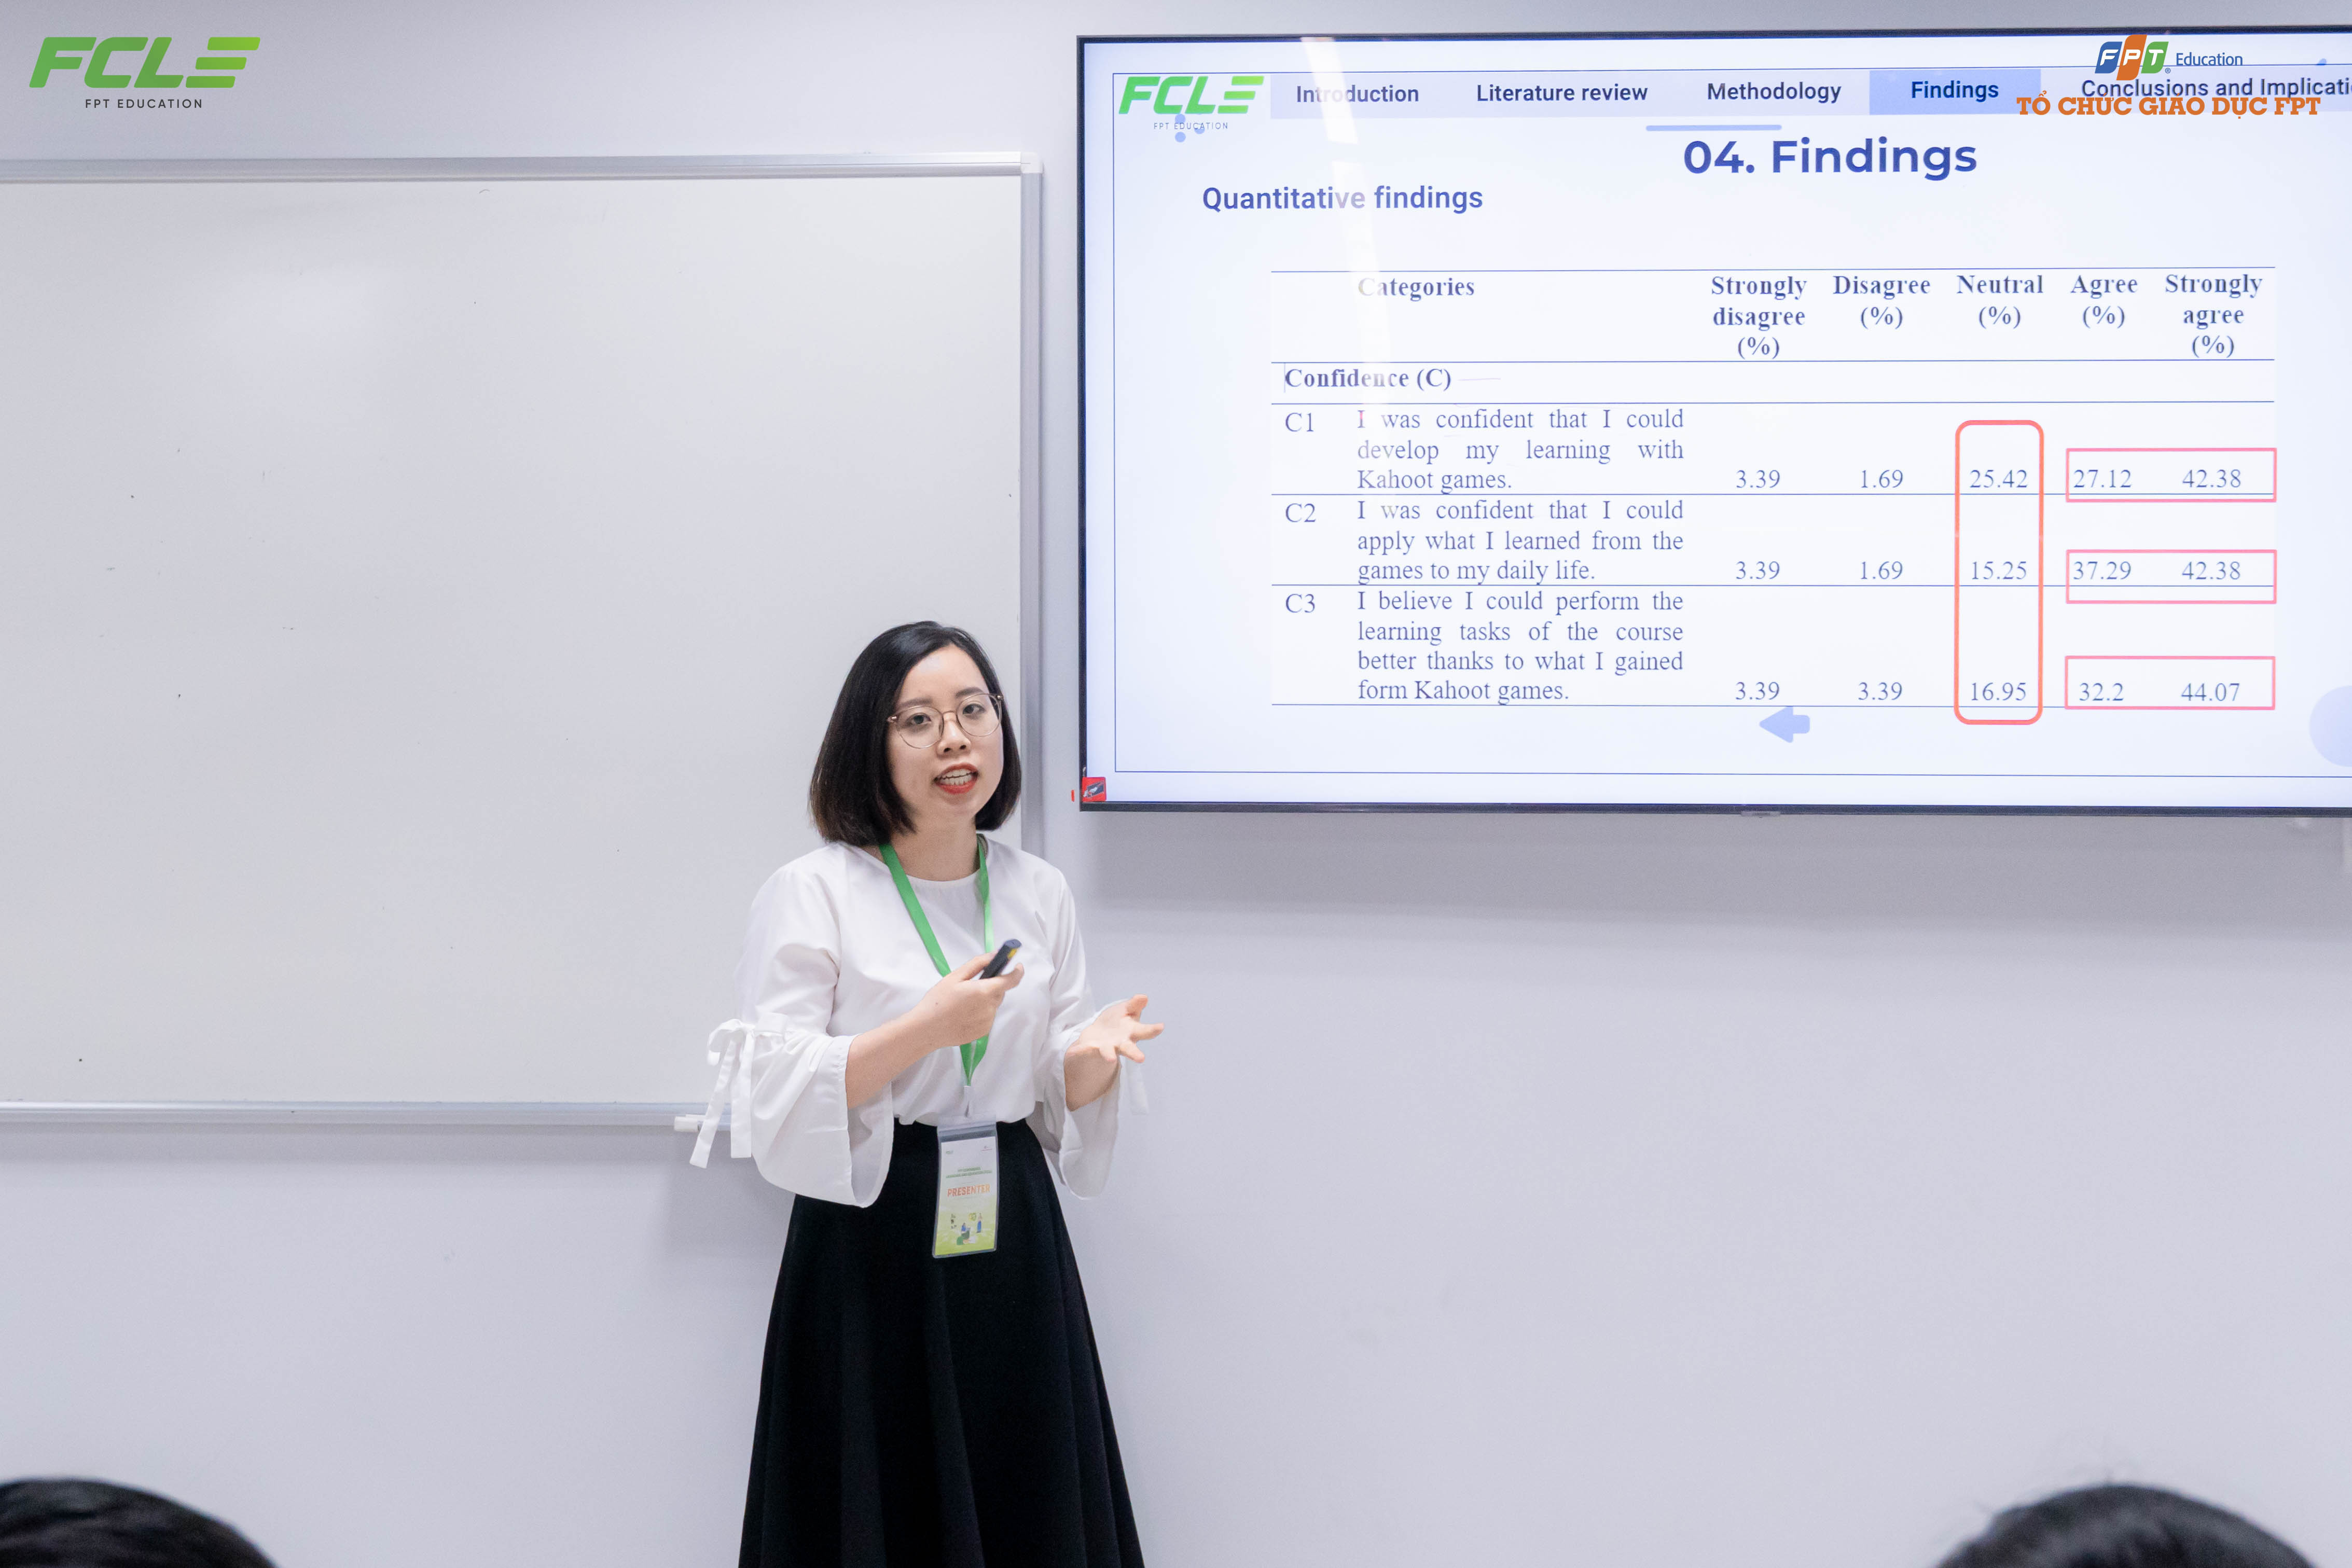 FCLE
FPT EDUCATION
FPT Education
TỔ CHỨC GIÁO DỤC FPT
FCLE
FPT EDUCATION
Introduction Literature review Methodology Findings Conclusions and Implicati
04. Findings
Quantitative findings
Categories Strongly Disagree Neutral Agree Strongly
disagree (%) (%) (%) agree
(%) (%)
Confidence (C)
C1 I was confident that I could
develop my learning with
Kahoot games. 3.39 1.69 25.42 27.12 42.38
C2 I was confident that I could
apply what I learned from the
games to my daily life. 3.39 1.69 15.25 37.29 42.38
C3 I believe I could perform the
learning tasks of the course
better thanks to what I gained
form Kahoot games. 3.39 3.39 16.95 32.2 44.07
PRESENTER